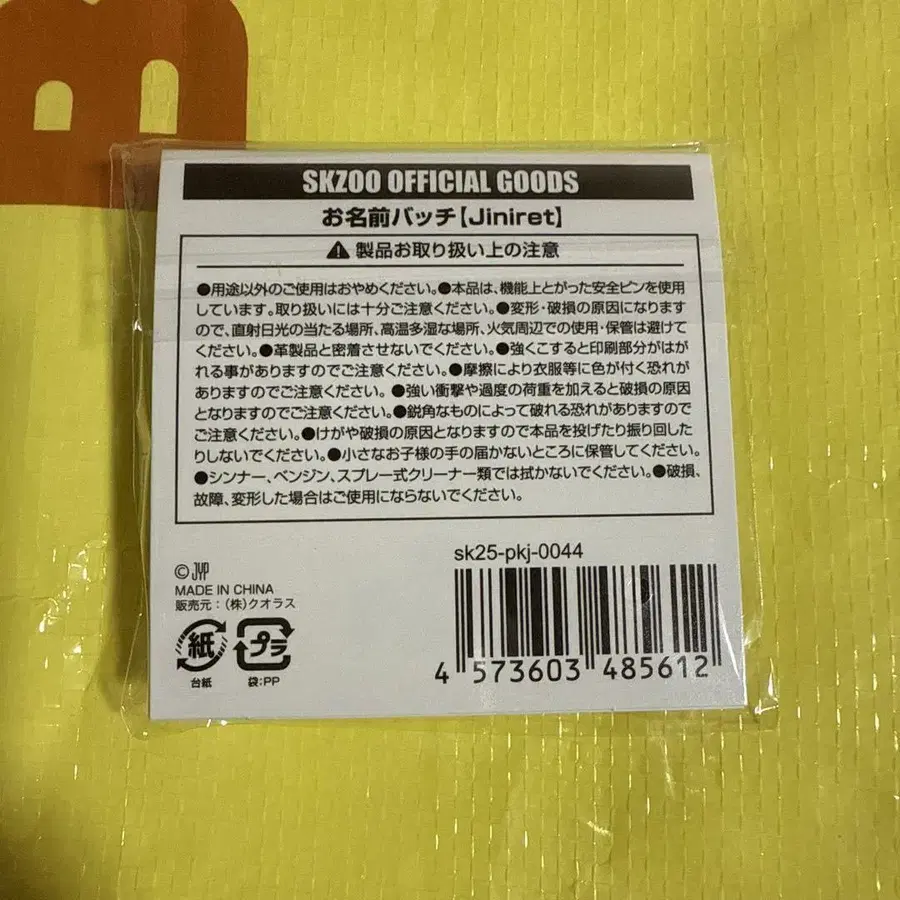 B
SKZOO OFFICIAL GOODS
お名前バッチ【Jiniret】
製品お取り扱い上の注意
●用途以外のご使用はおやめください。●本品は、機能上とがった安全ピンを使用
しています。取り扱いには十分ご注意ください。●変形・破損の原因になります
ので、直射日光の当たる場所、高温多湿な場所、火気周辺での使用・保管は避けて
ください。●革製品と密着させないでください。●強くこすると印刷部分がはが
れる事がありますのでご注意ください。●摩擦により衣服等に色が付く恐れが
ありますのでご注意ください。●強い衝撃や過度の荷重を加えると破損の原因
となりますのでご注意ください。●鋭角なものによって破れる恐れがありますので
ご注意ください。●けがや破損の原因となりますので本品を投げたり振り回した
りしないでください。●小さなお子様の手の届かないところに保管してください。
●シンナー、ベンジン、スプレー式クリーナー類では拭かないでください。●破損、
故障、変形した場合はご使用にならないでください。
sk25-pkj-0044
© JYP
MADE IN CHINA
販売元：（株）クオラス
紙 プラ
台紙 袋:PP
4 573603 485612